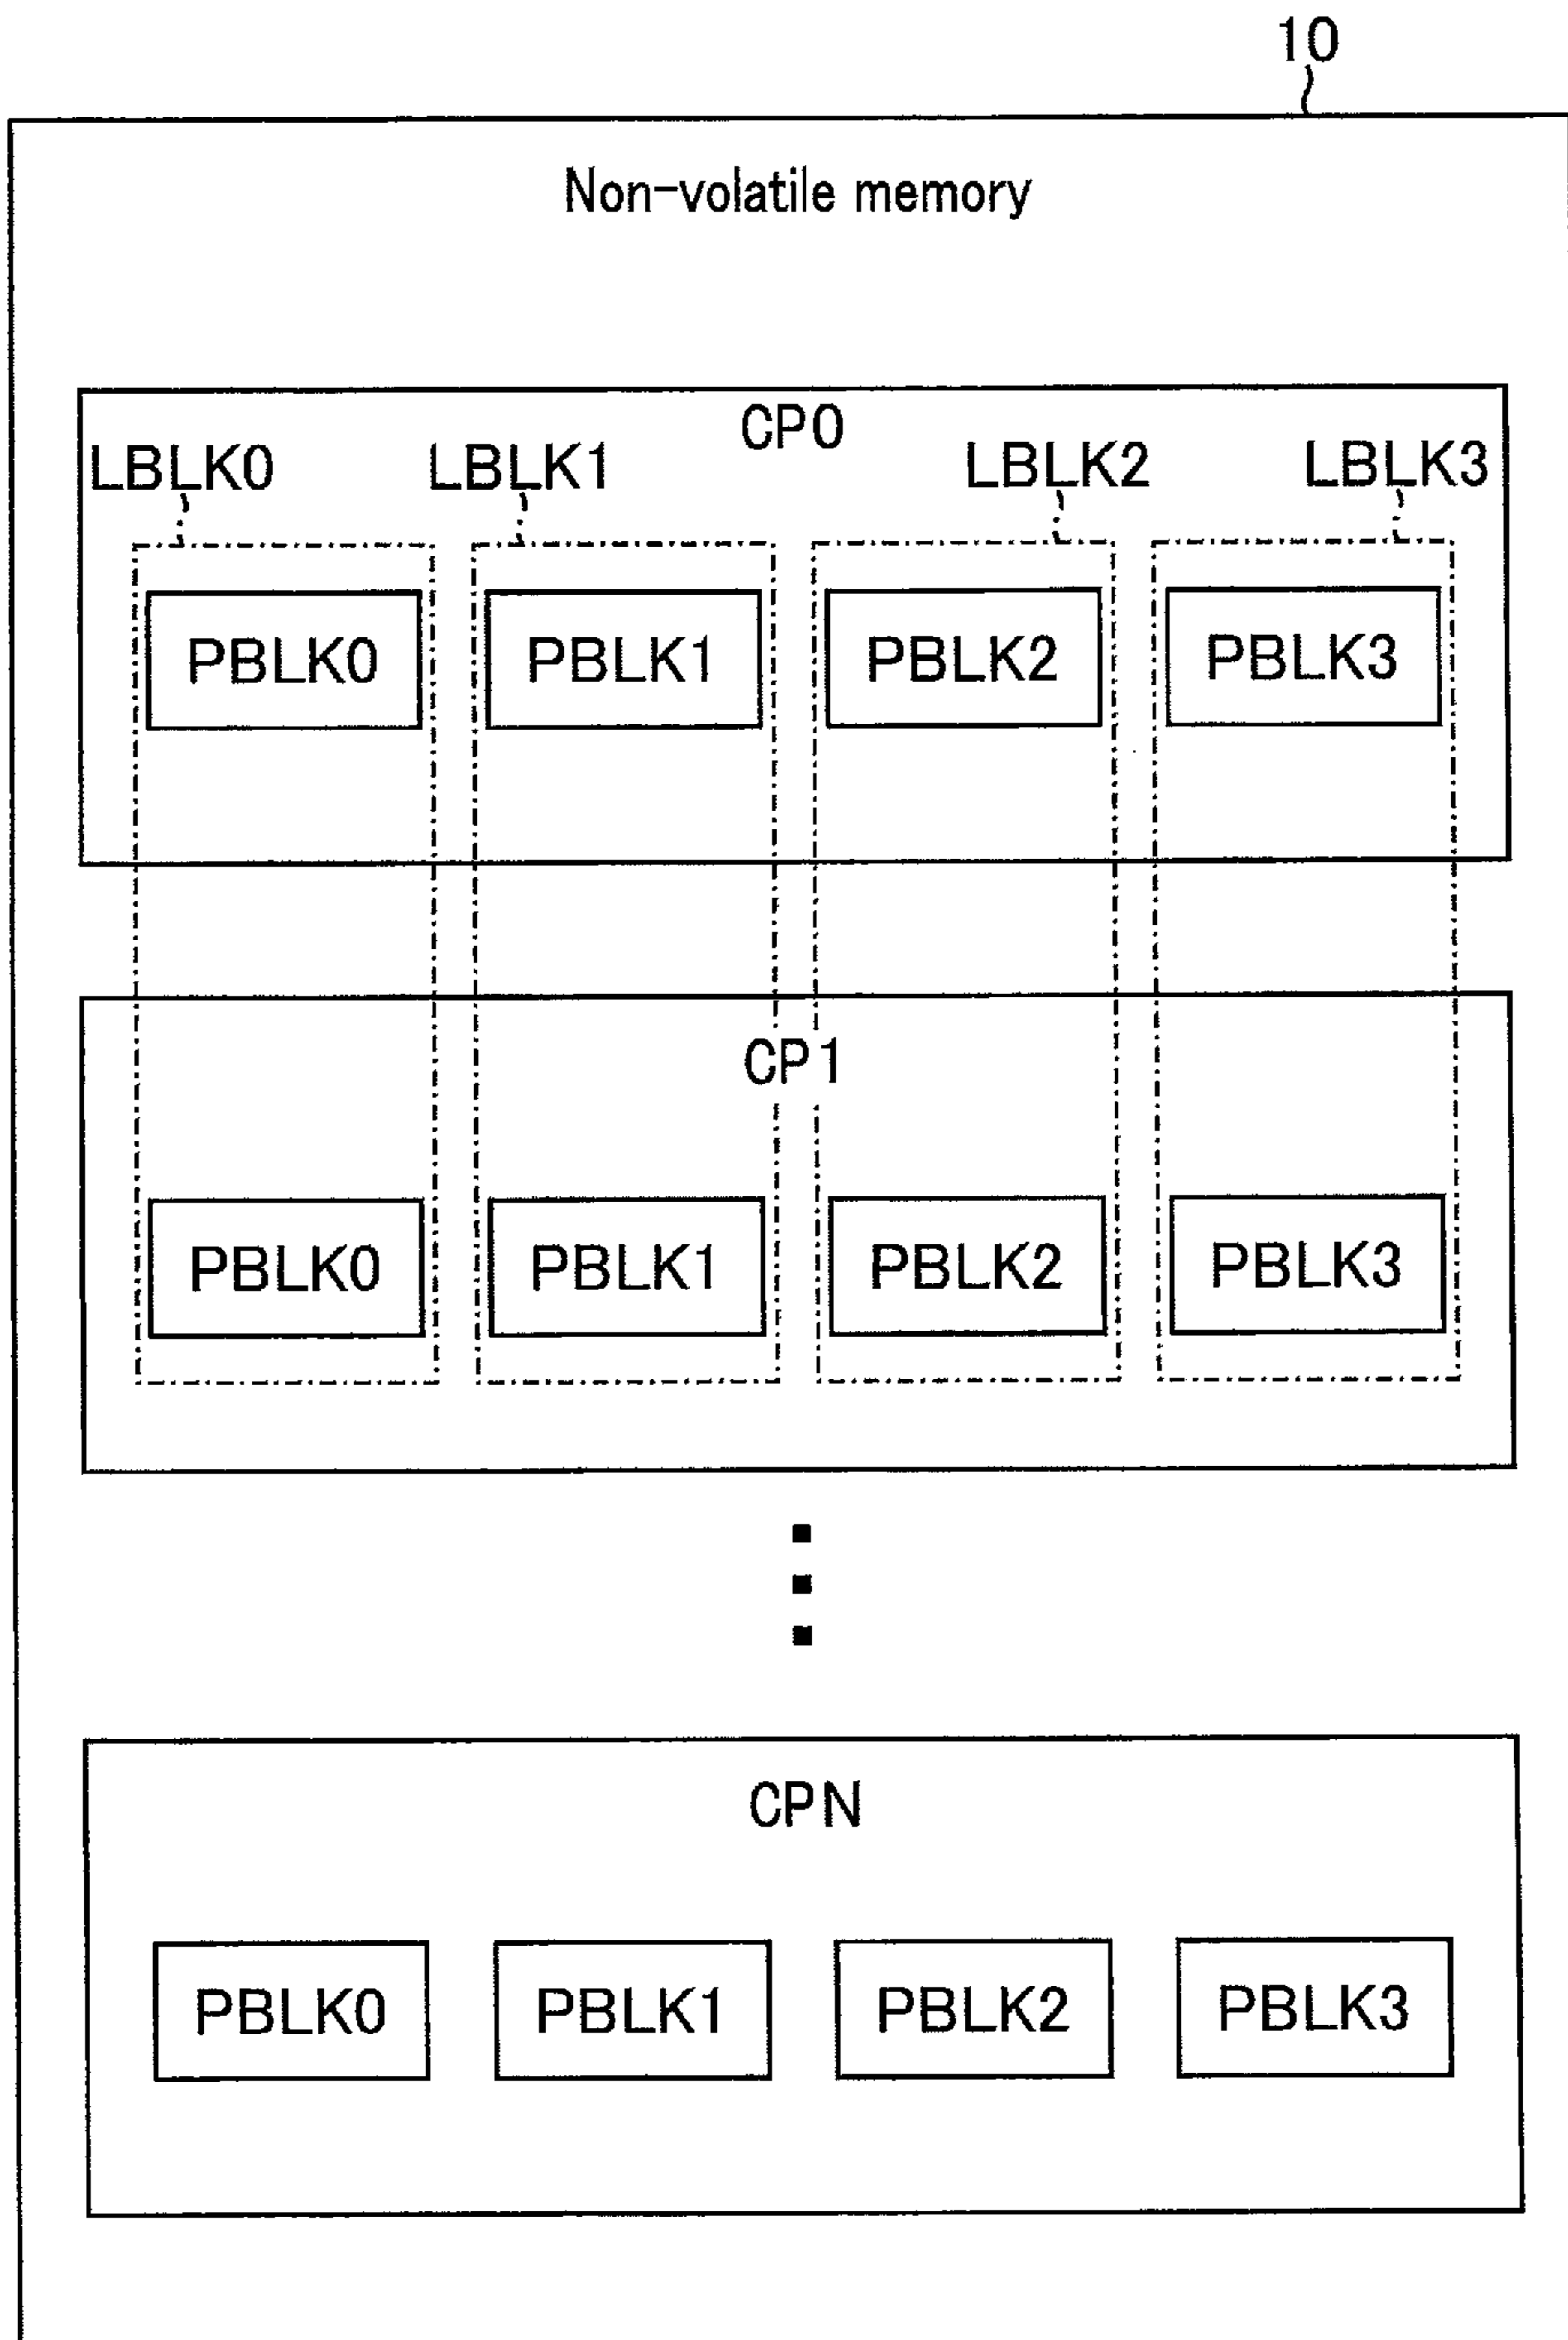 10
Non-volatile memory
CP0
LBLK0 LBLK1 LBLK2 LBLK3
PBLK0 PBLK1 PBLK2 PBLK3
CP1
PBLK0 PBLK1 PBLK2 PBLK3
CPN
PBLK0 PBLK1 PBLK2 PBLK3